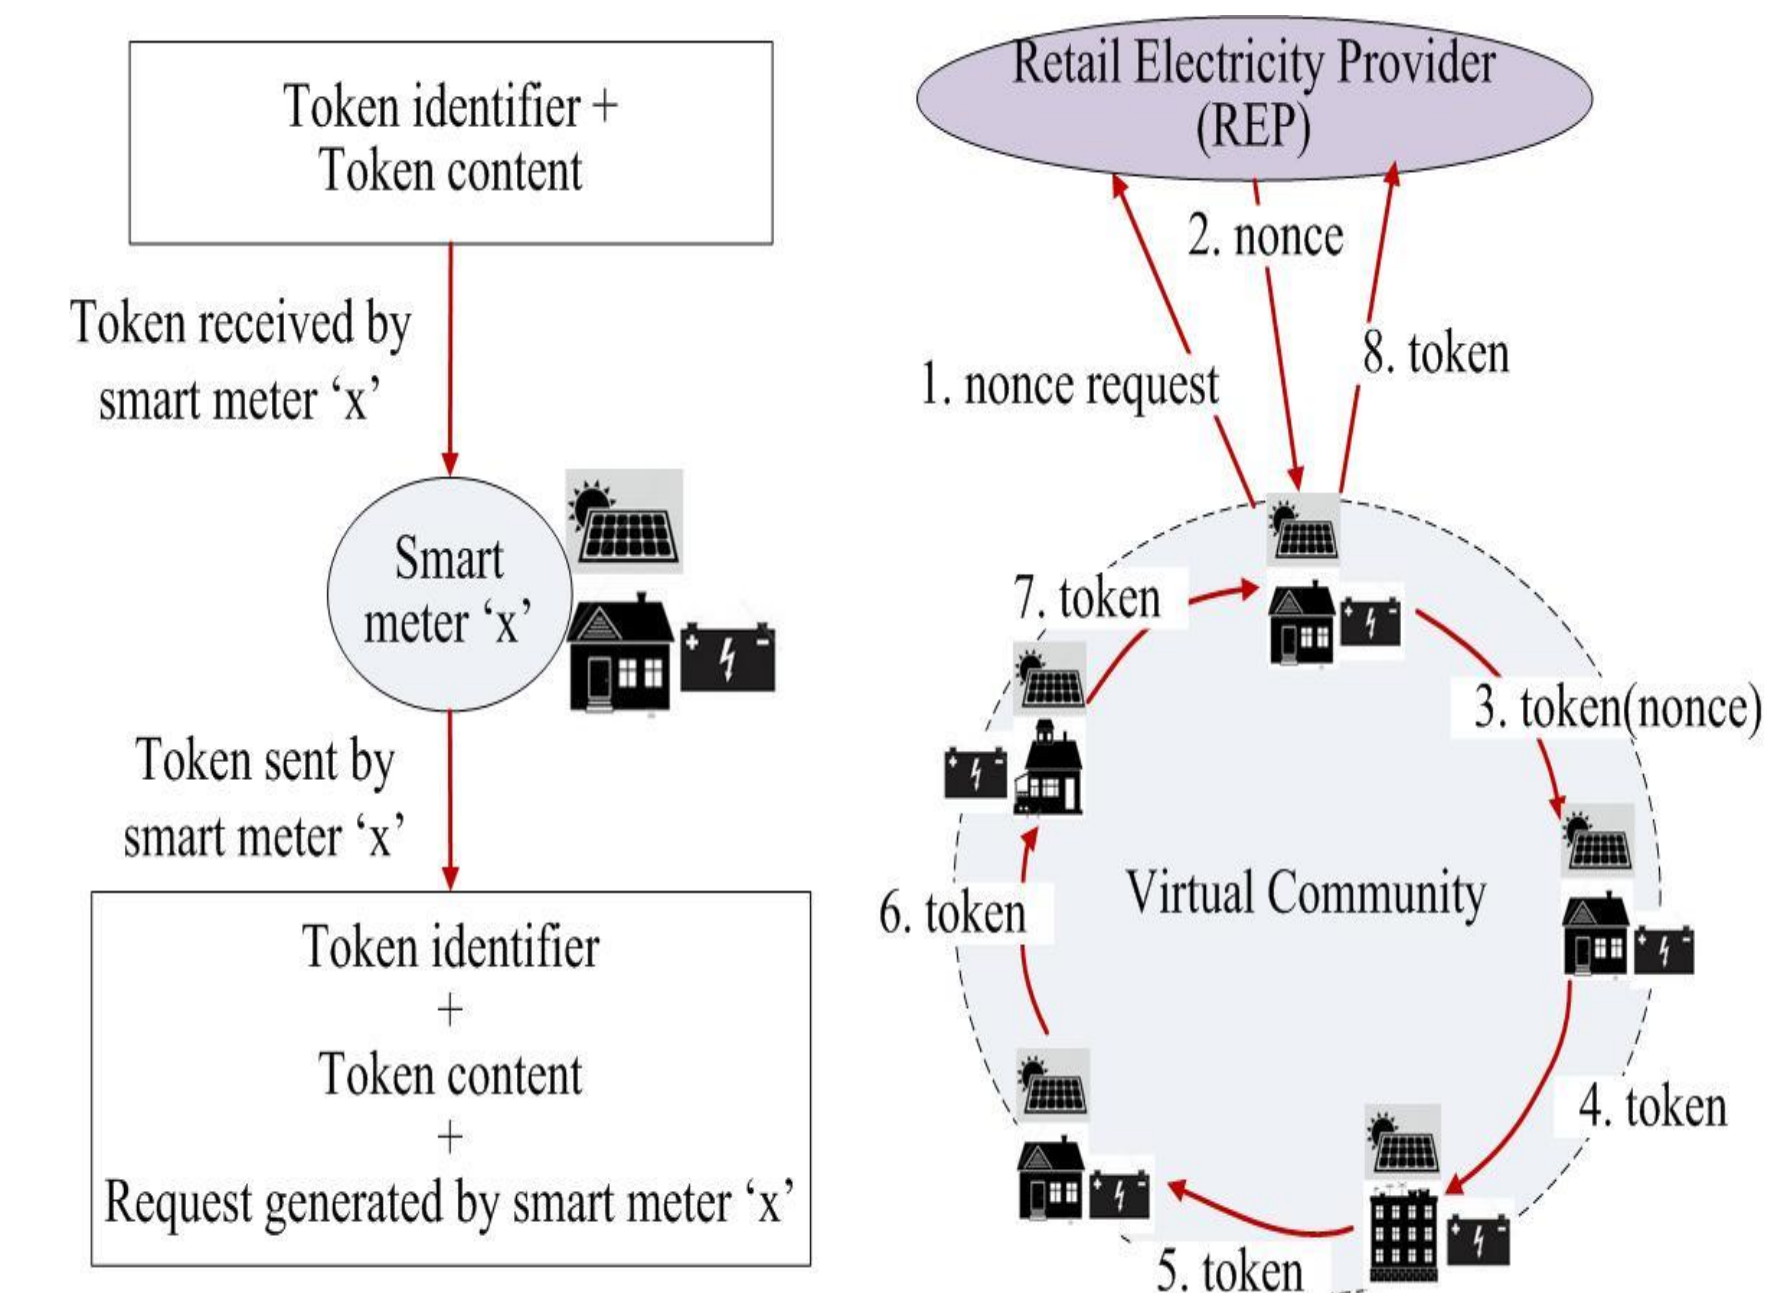 Token identifier +
Token content
Token received by
smart meter ‘x’
Smart
meter ‘x’
Token sent by
smart meter ‘x’
Token identifier
+
Token content
+
Request generated by smart meter ‘x’
Retail Electricity Provider
(REP)
2. nonce
8. token
1. nonce request
7. token
3. token(nonce)
Virtual Community
6. token
4. token
5. token